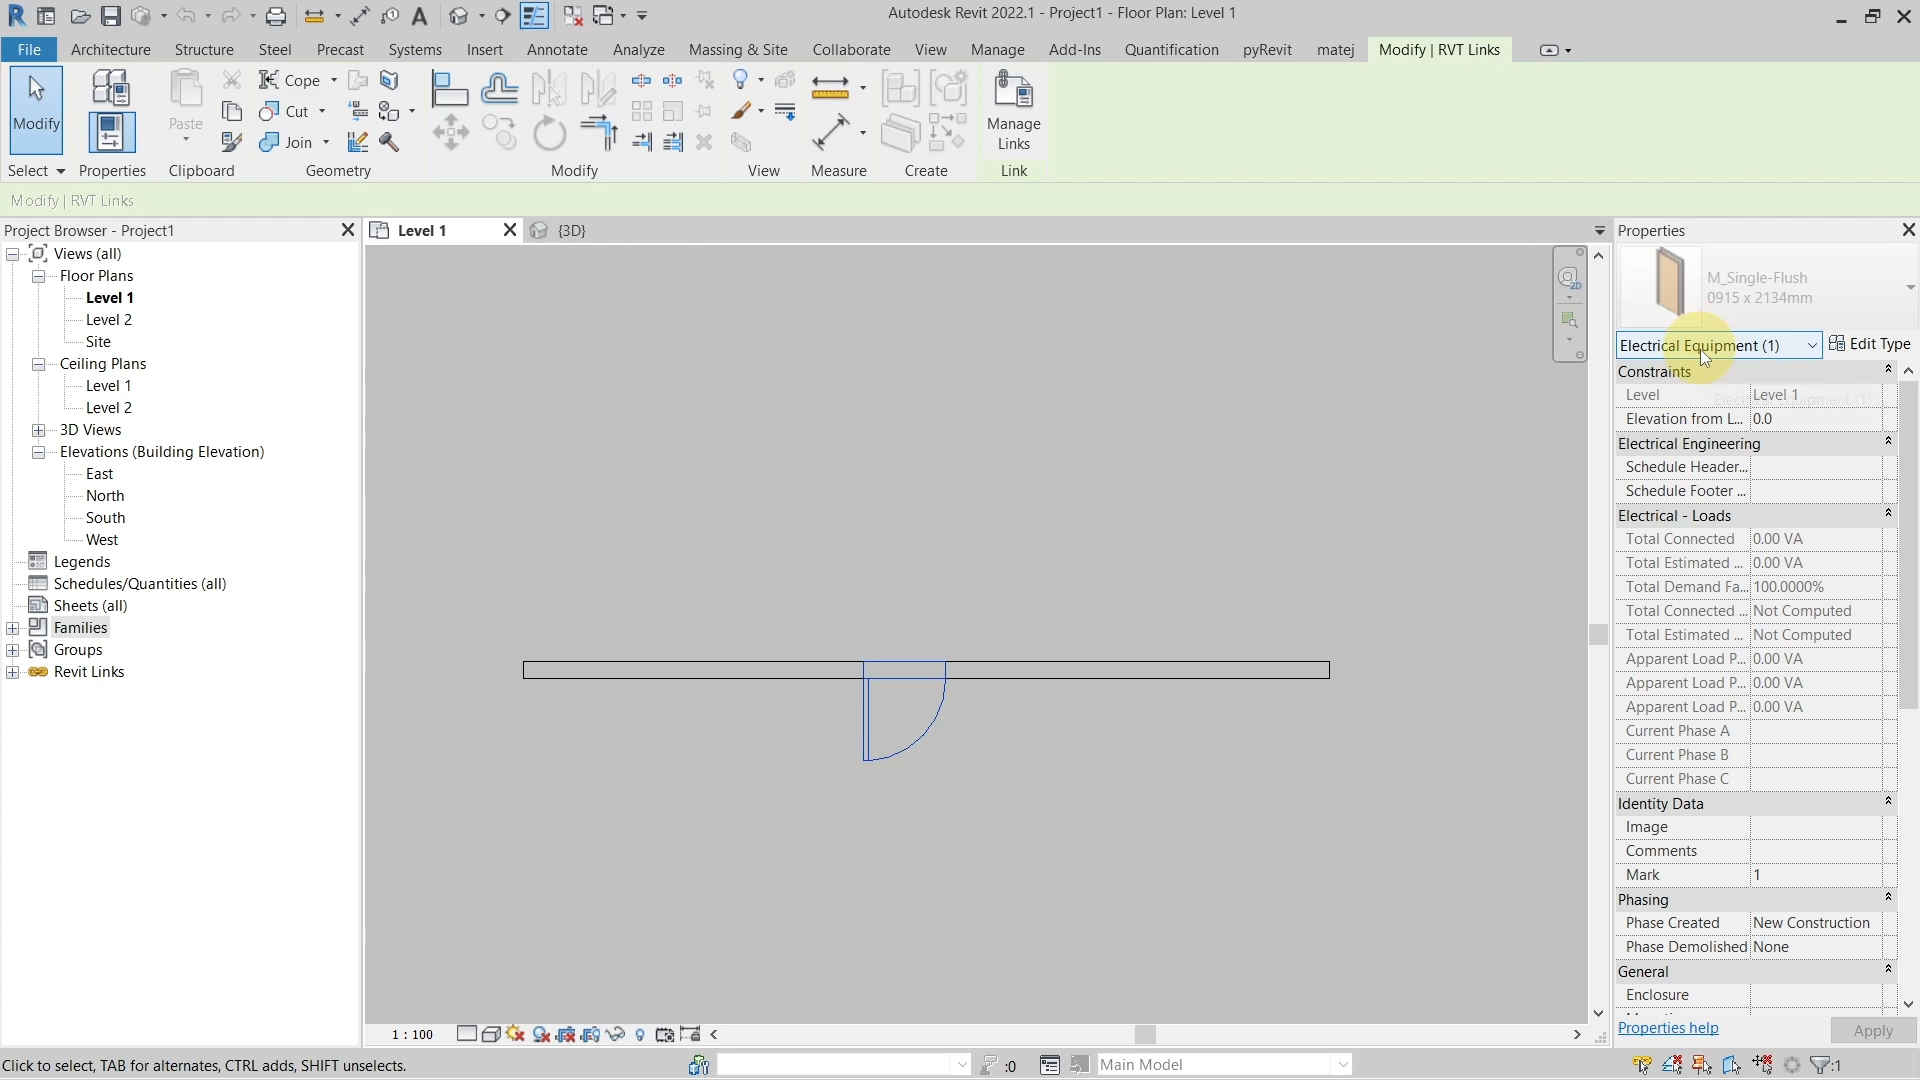 Autodesk Revit 2022.1 - Project1 - Floor Plan: Level 1
File Architecture Structure Steel Precast Systems Insert Annotate Analyze Massing & Site Collaborate View Manage Add-Ins Quantification pyRevit matej Modify | RVT Links
Modify
Paste
Cope
Cut
Join
Manage
Links
Select Properties Clipboard Geometry Modify View Measure Create Link
Modify | RVT Links
Project Browser - Project1
Views (all)
Floor Plans
Level 1
Level 2
Site
Ceiling Plans
Level 1
Level 2
3D Views
Elevations (Building Elevation)
East
North
South
West
Legends
Schedules/Quantities (all)
Sheets (all)
Families
Groups
Revit Links
Level 1
{3D}
2D
Properties
M_Single-Flush
0915 x 2134mm
Electrical Equipment (1) Edit Type
Constraints
Level Level 1
Electrical Equipment (1)
Elevation from L... 0.0
Electrical Engineering
Schedule Header...
Schedule Footer ...
Electrical - Loads
Total Connected 0.00 VA
Total Estimated ... 0.00 VA
Total Demand Fa... 100.0000%
Total Connected ... Not Computed
Total Estimated ... Not Computed
Apparent Load P... 0.00 VA
Apparent Load P... 0.00 VA
Apparent Load P... 0.00 VA
Current Phase A
Current Phase B
Current Phase C
Identity Data
Image
Comments
Mark 1
Phasing
Phase Created New Construction
Phase Demolished None
General
Enclosure
Properties help Apply
1 : 100
Click to select, TAB for alternates, CTRL adds, SHIFT unselects.
:0
Main Model
:1